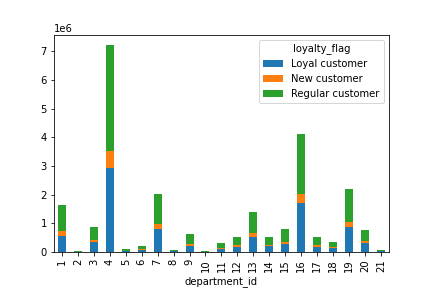 1e6
loyalty_flag
Loyal customer
New customer
Regular customer
7
6
5
4
3
2
1
0
1 2 3 4 5 6 7 8 9 10 11 12 13 14 15 16 17 18 19 20 21
department_id